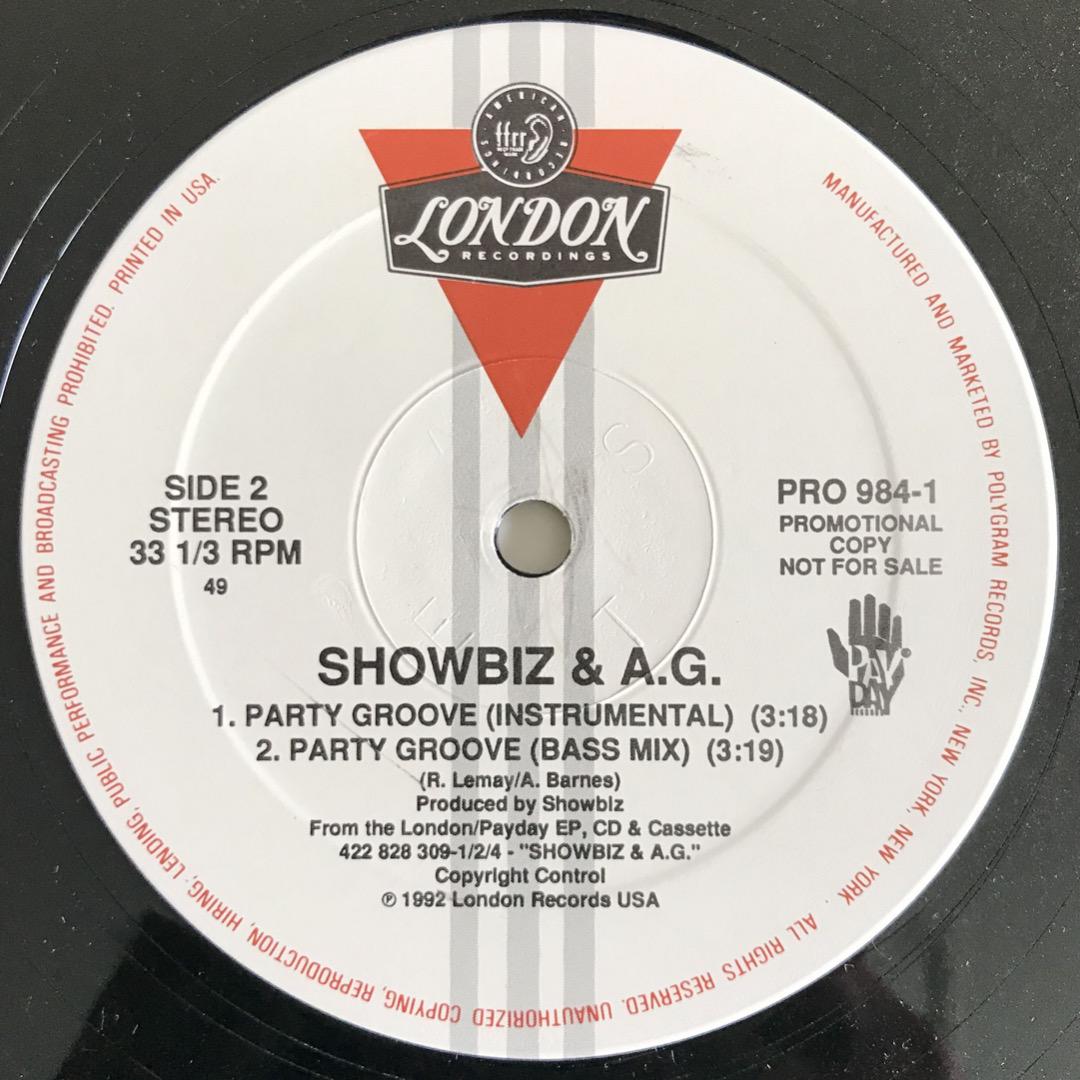 AMERICAN RECORDINGS
ffrr
LONDON
RECORDINGS
SIDE 2
STEREO
33 1/3 RPM
49
PRO 984-1
PROMOTIONAL
COPY
NOT FOR SALE
PAY
DAY
SHOWBIZ & A.G.
1. PARTY GROOVE (INSTRUMENTAL) (3:18)
2. PARTY GROOVE (BASS MIX) (3:19)
(R. Lemay/A. Barnes)
Produced by Showbiz
From the London/Payday EP, CD & Cassette
422 828 309-1/2/4 - "SHOWBIZ & A.G."
Copyright Control
℗ 1992 London Records USA
MANUFACTURED AND MARKETED BY POLYGRAM RECORDS, INC., NEW YORK, NEW YORK . ALL RIGHTS RESERVED. UNAUTHORIZED COPYING, REPRODUCTION, HIRING, LENDING, PUBLIC PERFORMANCE AND BROADCASTING PROHIBITED. PRINTED IN USA.